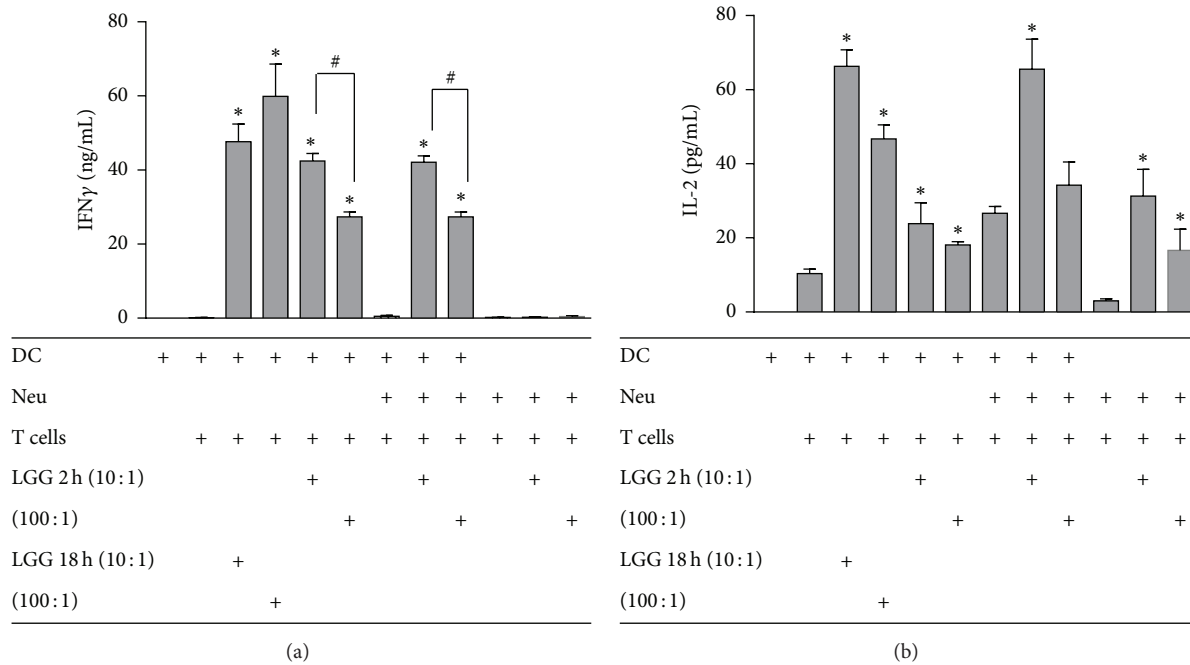 80
60
40
20
0
IFNγ (ng/mL)
* * * * * *
# #
DC + + + + + + + + +
Neu + + + + + +
T cells + + + + + + + + + + +
LGG 2 h (10 : 1) + + +
(100 : 1) + + +
LGG 18 h (10 : 1) +
(100 : 1) +
(a)
80
60
40
20
0
IL-2 (pg/mL)
* * * * * * *
DC + + + + + + + + +
Neu + + + + + +
T cells + + + + + + + + + + +
LGG 2 h (10 : 1) + + +
(100 : 1) + + +
LGG 18 h (10 : 1) +
(100 : 1) +
(b)